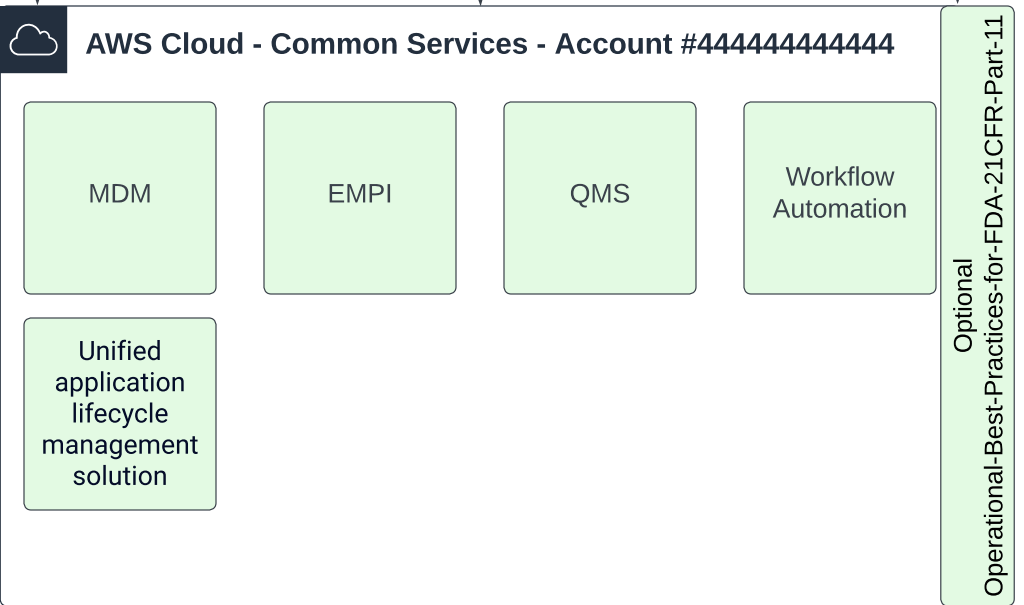 AWS Cloud - Common Services - Account #444444444444
MDM
EMPI
QMS
Workflow
Automation
Unified
application
lifecycle
management
solution
Optional
Operational-Best-Practices-for-FDA-21CFR-Part-11